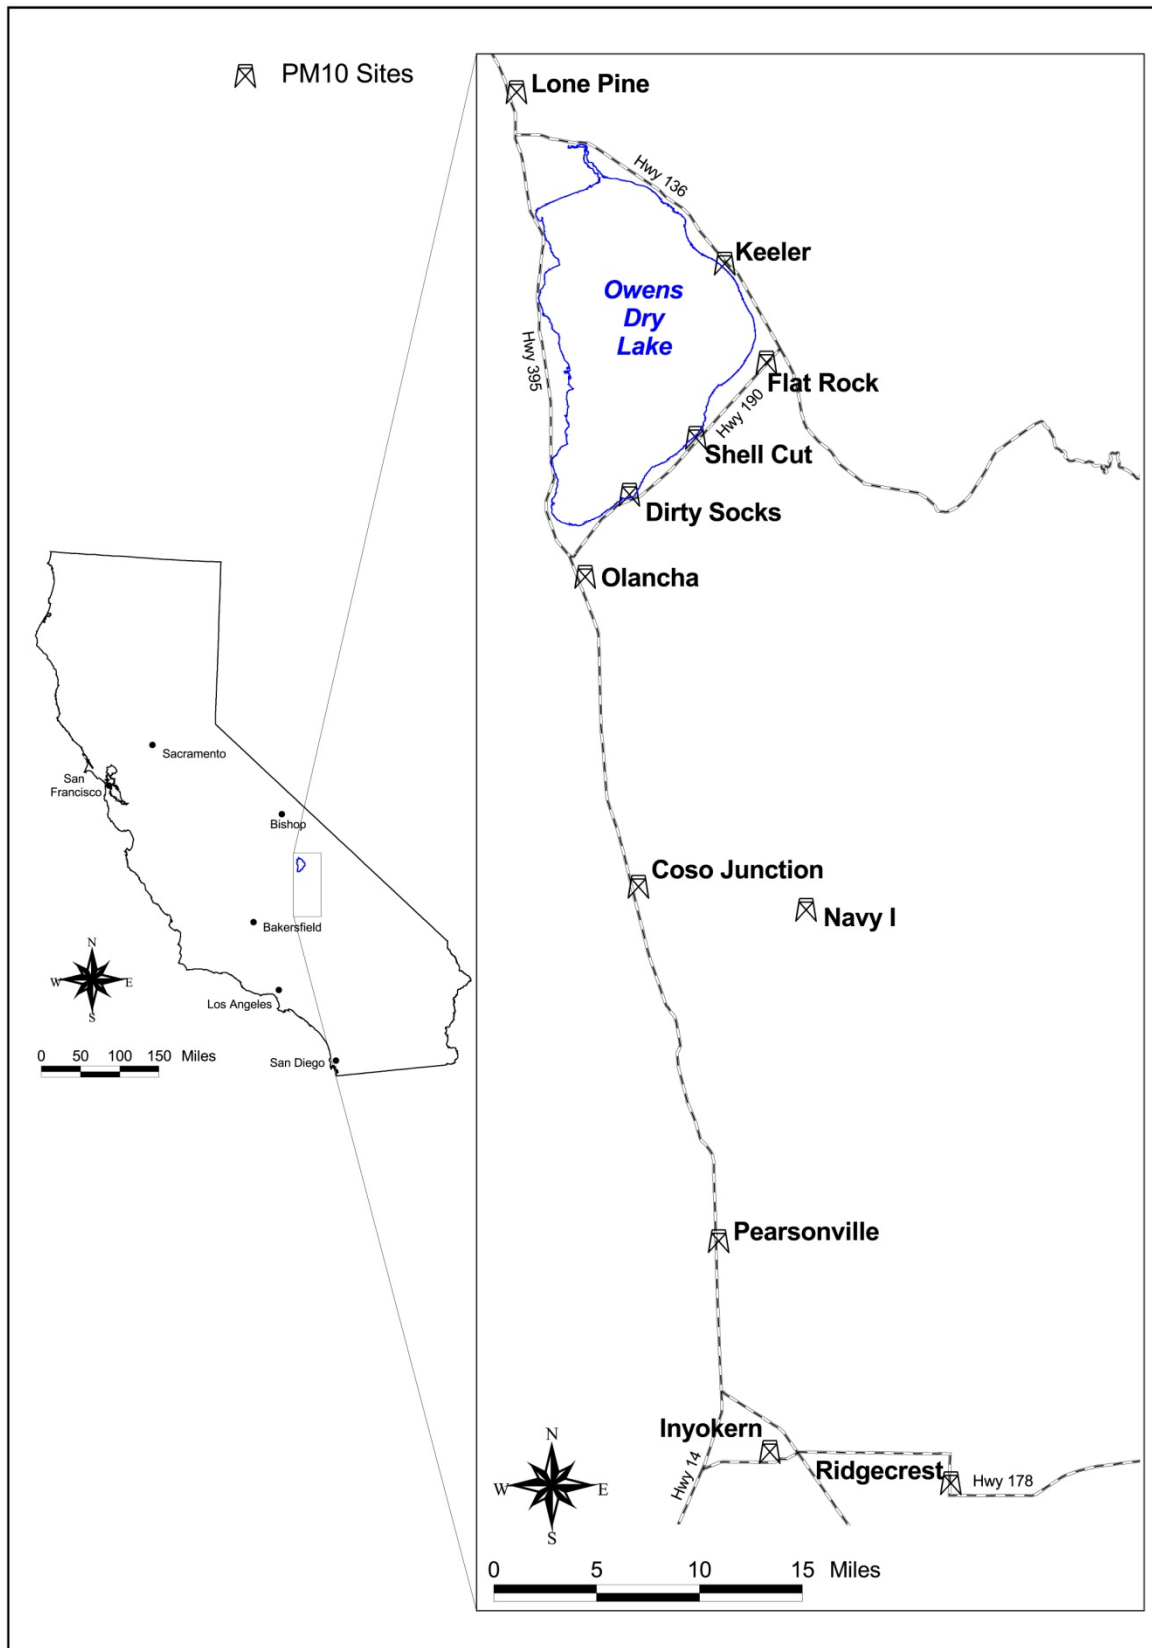 PM10 Sites
Lone Pine
Hwy 136
Keeler
Owens
Dry
Lake
Hwy 395
Flat Rock
Hwy 190
Shell Cut
Dirty Socks
Olancha
Sacramento
San
Francisco
Bishop
Coso Junction
Navy I
Bakersfield
N
W E
S
Los Angeles
San Diego
0 50 100 150 Miles
Pearsonville
Inyokern
Hwy 14
Ridgecrest
Hwy 178
N
W E
S
0 5 10 15 Miles